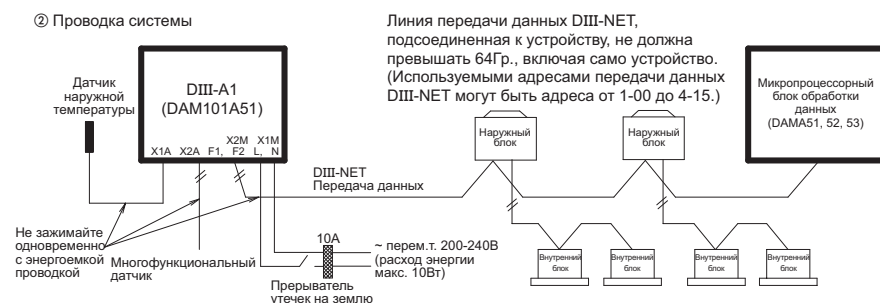 ② Проводка системы
Линия передачи данных DIII-NET,
подсоединенная к устройству, не должна
превышать 64Гр., включая само устройство.
(Используемыми адресами передачи данных
DIII-NET могут быть адреса от 1-00 до 4-15.)
Датчик
наружной
температуры
DIII-A1
(DAM101A51)
X2M X1M
X1A X2A F1, F2 L, N
Наружный
блок
Наружный
блок
Микропроцессорный
блок обработки
данных
(DAMA51, 52, 53)
DIII-NET
Передача данных
Не зажимайте
одновременно
с энергоемкой
проводкой
Многофункциональный
датчик
10A
~ перем.т. 200-240В
(расход энергии
макс. 10Вт)
Прерыватель
утечек на землю
Внутренний
блок
Внутренний
блок
Внутренний
блок
Внутренний
блок